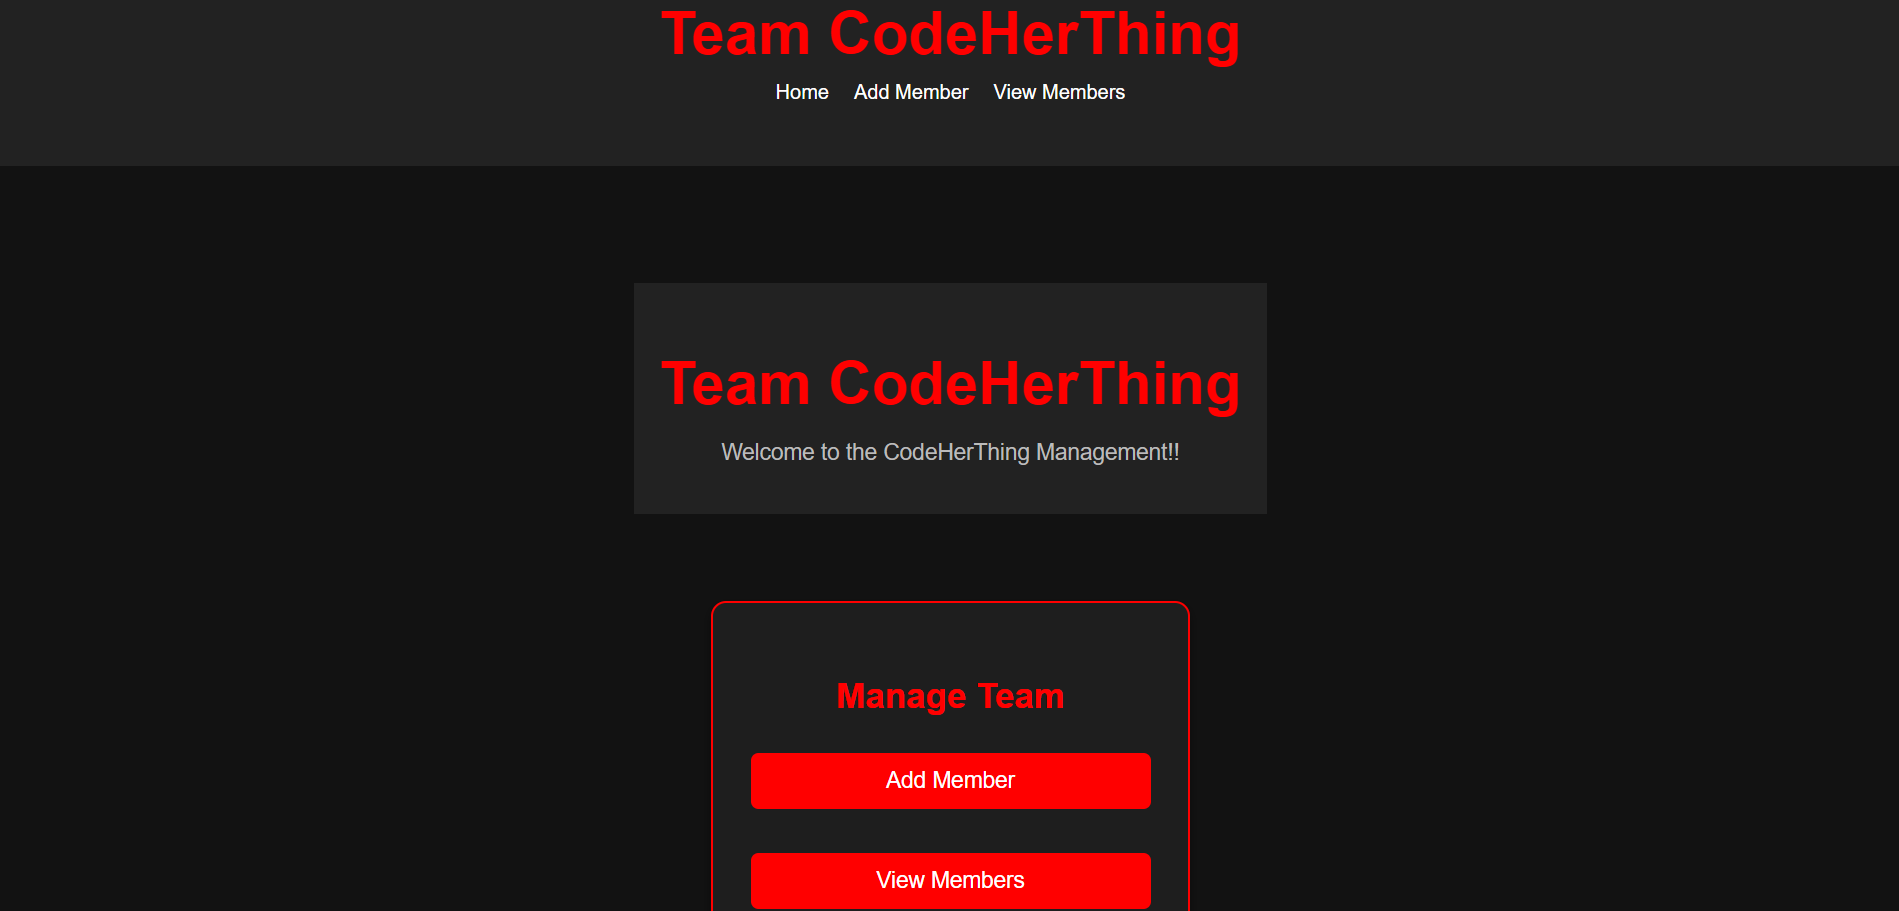 Team CodeHerThing
Home Add Member View Members
Team CodeHerThing
Welcome to the CodeHerThing Management!!
Manage Team
Add Member
View Members